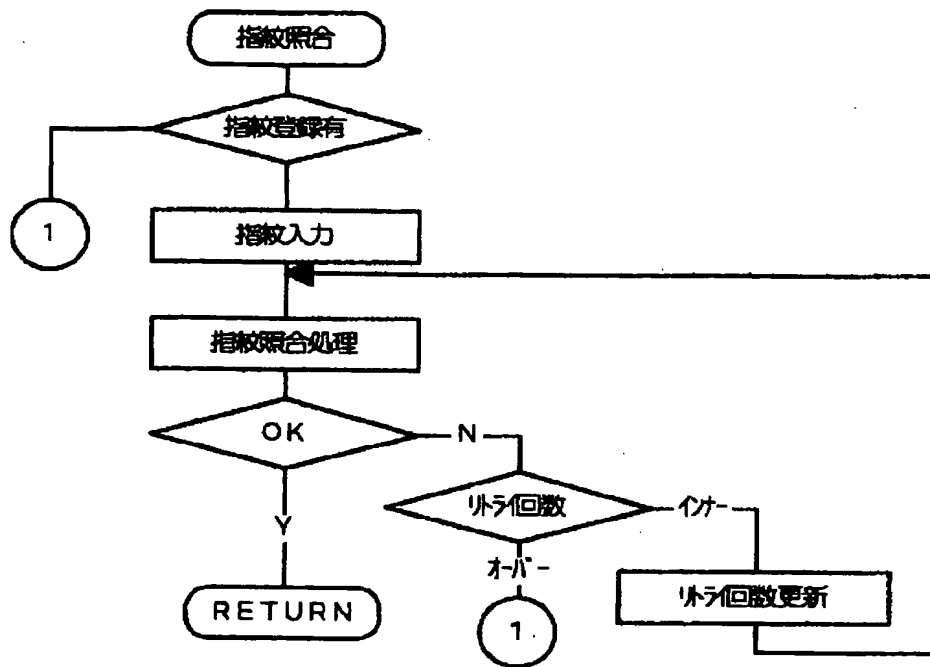 指紋照合
指紋登録有
1
指紋入力
指紋照合処理
OK
N
リトライ回数
インナー
Y
オーバー
リトライ回数更新
RETURN
1